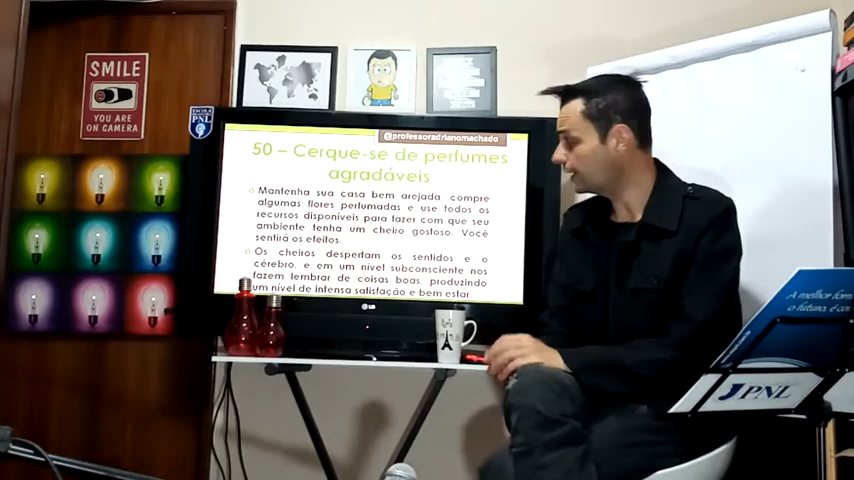 SMILE
YOU ARE
ON CAMERA
ESCOLA
PNL
@professoradrianomachado
50 – Cerque-se de perfumes
agradáveis
Mantenha sua casa bem arejada, compre
algumas flores perfumadas e use todos os
recursos disponíveis para fazer com que seu
ambiente tenha um cheiro gostoso. Você
sentirá os efeitos.
Os cheiros despertam os sentidos e o
cérebro, e em um nível subconsciente nos
fazem lembrar de coisas boas, produzindo
um nível de intensa satisfação e bem estar.
LG
A melhor form
o futuro, é con
PNL